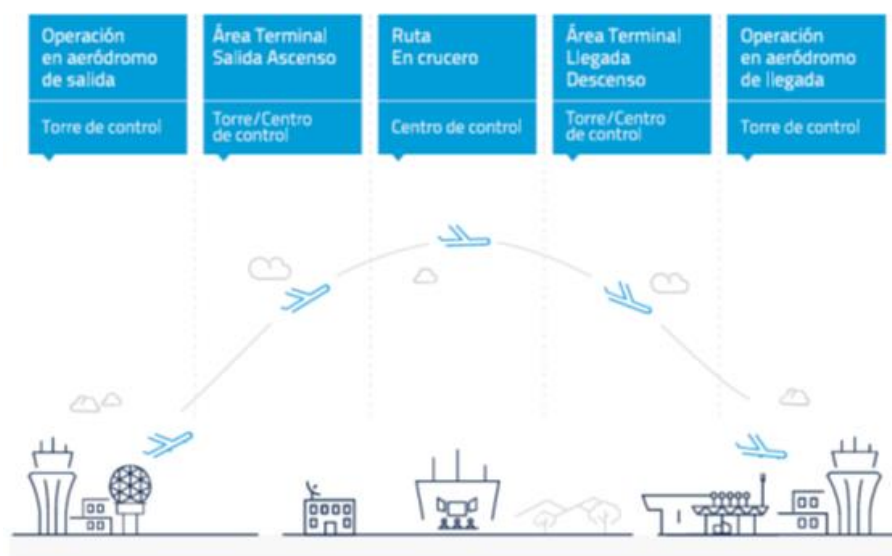 Operación
en aeródromo
de salida
Torre de control
Área Terminal
Salida Ascenso
Torre/Centro
de control
Ruta
En crucero
Centro de control
Área Terminal
Llegada
Descenso
Torre/Centro
de control
Operación
en aeródromo
de llegada
Torre de control